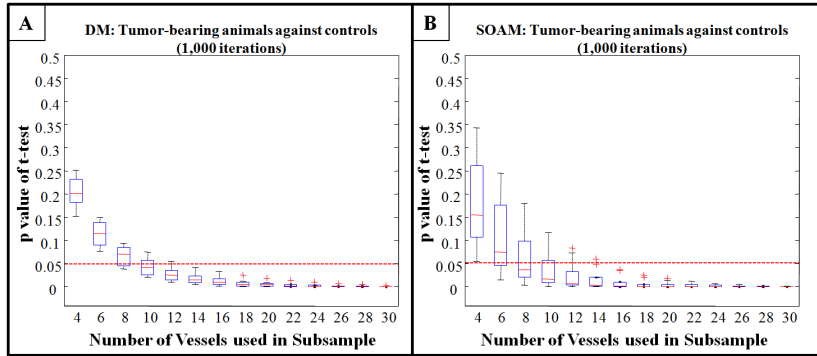 A
DM: Tumor-bearing animals against controls
(1,000 iterations)
p value of t-test
0.5
0.45
0.4
0.35
0.3
0.25
0.2
0.15
0.1
0.05
0
4 6 8 10 12 14 16 18 20 22 24 26 28 30
Number of Vessels used in Subsample
B
SOAM: Tumor-bearing animals against controls
(1,000 iterations)
p value of t-test
0.5
0.45
0.4
0.35
0.3
0.25
0.2
0.15
0.1
0.05
0
4 6 8 10 12 14 16 18 20 22 24 26 28 30
Number of Vessels used in Subsample